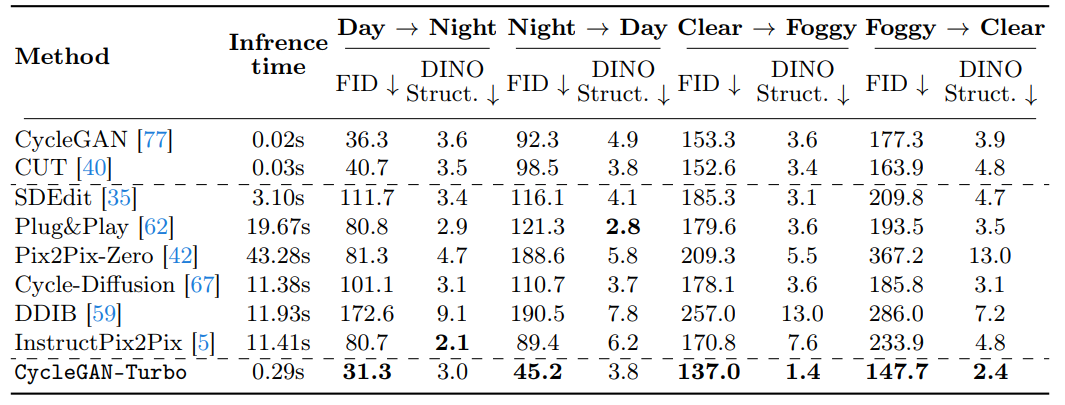 Method Infrence time Day → Night Night → Day Clear → Foggy Foggy → Clear
FID ↓ DINO Struct. ↓ FID ↓ DINO Struct. ↓ FID ↓ DINO Struct. ↓ FID ↓ DINO Struct. ↓
CycleGAN [77] 0.02s 36.3 3.6 92.3 4.9 153.3 3.6 177.3 3.9
CUT [40] 0.03s 40.7 3.5 98.5 3.8 152.6 3.4 163.9 4.8
SDEdit [35] 3.10s 111.7 3.4 116.1 4.1 185.3 3.1 209.8 4.7
Plug&Play [62] 19.67s 80.8 2.9 121.3 2.8 179.6 3.6 193.5 3.5
Pix2Pix-Zero [42] 43.28s 81.3 4.7 188.6 5.8 209.3 5.5 367.2 13.0
Cycle-Diffusion [67] 11.38s 101.1 3.1 110.7 3.7 178.1 3.6 185.8 3.1
DDIB [59] 11.93s 172.6 9.1 190.5 7.8 257.0 13.0 286.0 7.2
InstructPix2Pix [5] 11.41s 80.7 2.1 89.4 6.2 170.8 7.6 233.9 4.8
CycleGAN-Turbo 0.29s 31.3 3.0 45.2 3.8 137.0 1.4 147.7 2.4